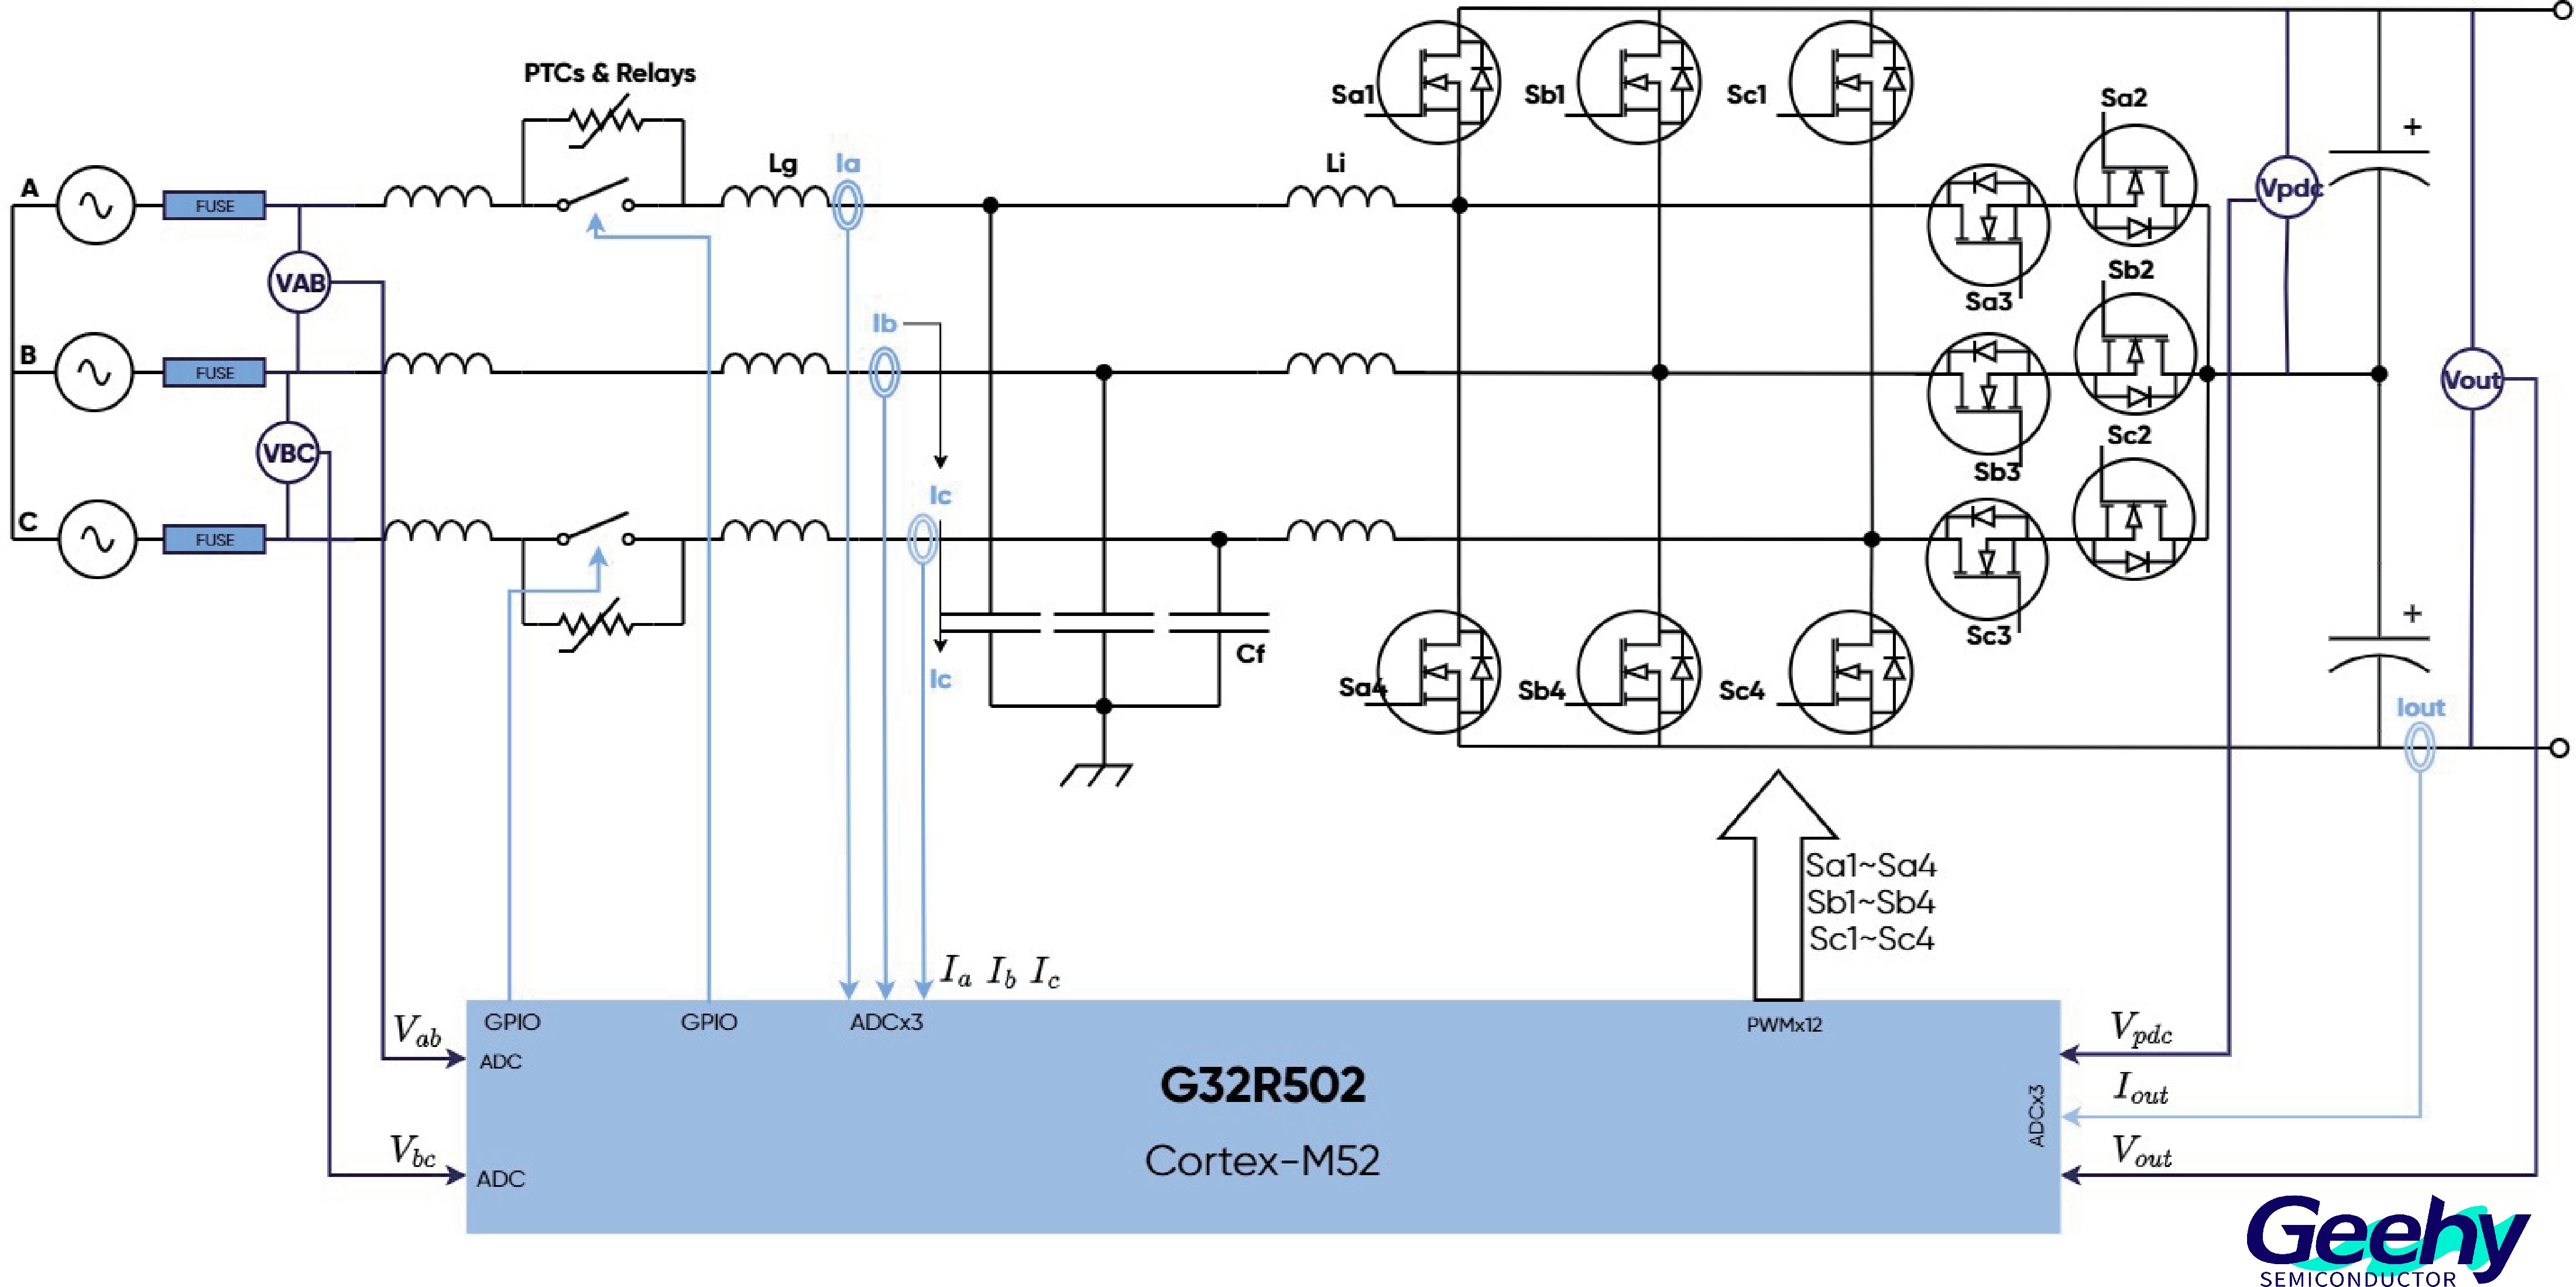 PTCs & Relays
Sa1
Sb1
Sc1
Sa2
+
A
FUSE
Lg
Ia
Li
Vpdc
VAB
Sb2
Sa3
Ib
B
FUSE
Vout
VBC
Sc2
Sb3
Ic
C
FUSE
+
Sc3
Cf
Ic
Sa4
Sb4
Sc4
Iout
Sa1~Sa4
Sb1~Sb4
Sc1~Sc4
Ia Ib Ic
Vab
GPIO
GPIO
ADCx3
PWMx12
Vpdc
ADC
G32R502
Iout
ADCx3
Cortex-M52
Vbc
ADC
Vout
Geehy
SEMICONDUCTOR